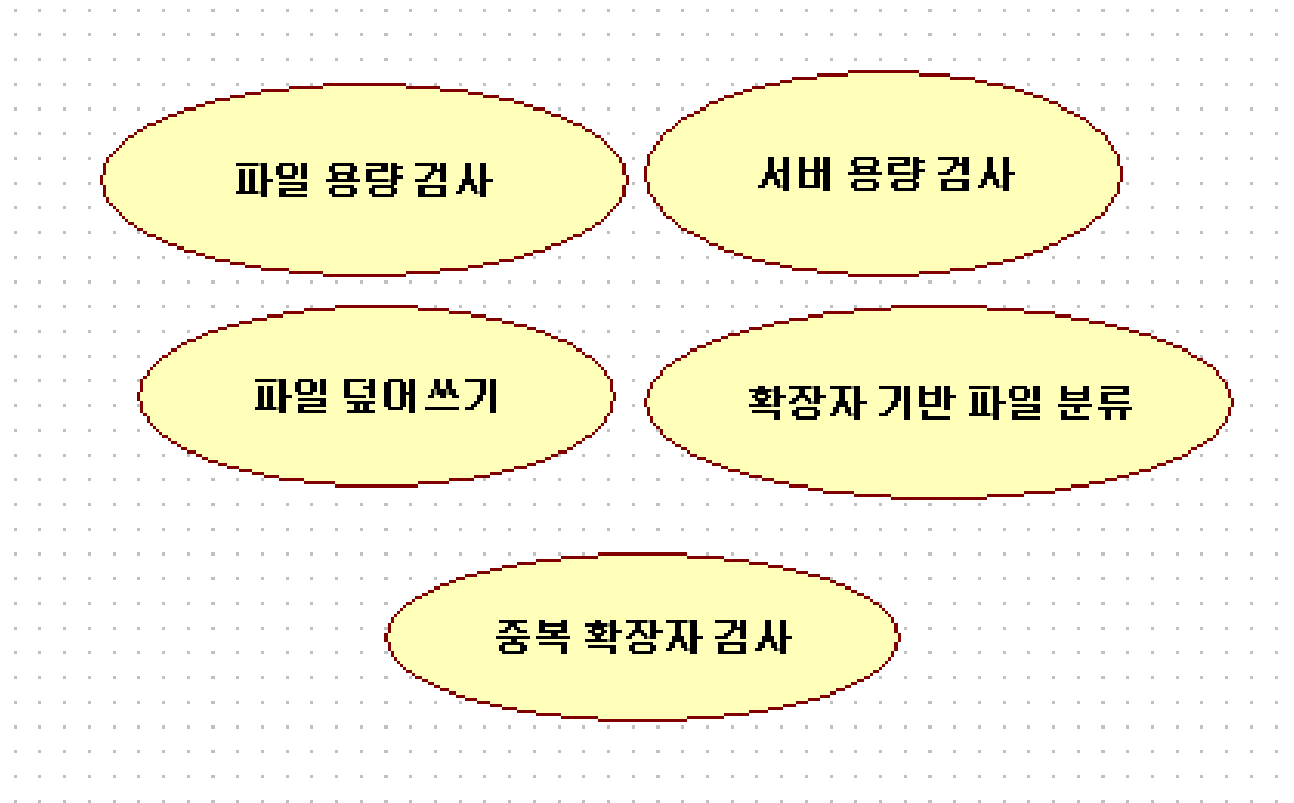 파일 용량 검사
서버 용량 검사
파일 덮어쓰기
확장자 기반 파일 분류
중복 확장자 검사